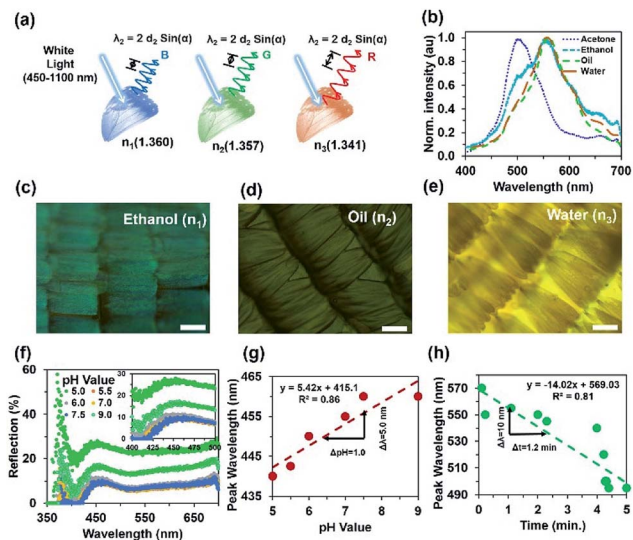 (a)
λ₂ = 2 d₂ Sin(α) λ₂ = 2 d₂ Sin(α) λ₂ = 2 d₂ Sin(α)
White
Light
(450-1100 nm)
B
G
R
n₁(1.360) n₂(1.357) n₃(1.341)
(b)
Norm. Intensity (au)
1.0
0.8
0.6
0.4
0.2
0.0
400 500 600 700
Wavelength (nm)
Acetone
Ethanol
Oil
Water
(c)
Ethanol (n₁)
(d)
Oil (n₂)
(e)
Water (n₃)
(f)
Reflection (%)
60
40
20
0
350 450 550 650
Wavelength (nm)
pH Value
5.0 5.5
6.0 7.0
7.5 9.0
30
20
10
0
400 425 450 475 500
(g)
Peak Wavelength (nm)
465
455
445
435
5 6 7 8 9
pH Value
y = 5.42x + 415.1
R² = 0.86
Δλ=5.0 nm
ΔpH=1.0
(h)
Peak Wavelength (nm)
570
550
530
510
490
0 1 2 3 4 5
Time (min.)
y = -14.02x + 569.03
R² = 0.81
Δλ=10 nm
Δt=1.2 min